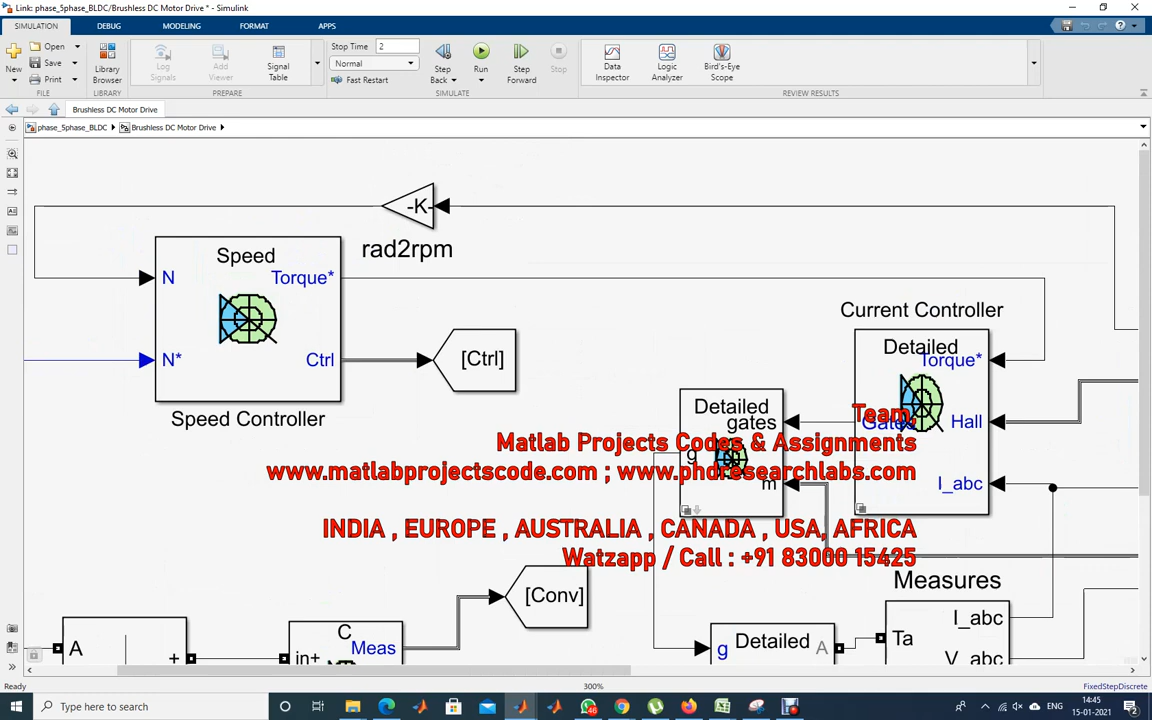 Link: phase_5phase_BLDC/Brushless DC Motor Drive * - Simulink
SIMULATION
DEBUG
MODELING
FORMAT
APPS
New
Open
Save
Print
FILE
Library Browser
LIBRARY
Log Signals
Add Viewer
Signal Table
PREPARE
Stop Time 2
Normal
Fast Restart
Step Back
Run
Step Forward
Stop
SIMULATE
Data Inspector
Logic Analyzer
Bird's-Eye Scope
REVIEW RESULTS
Brushless DC Motor Drive
phase_5phase_BLDC
Brushless DC Motor Drive
-K-
rad2rpm
Speed
N
Torque*
N*
Ctrl
Speed Controller
[Ctrl]
Current Controller
Detailed
Torque*
Gates
Hall
I_abc
Detailed
gates
g
m
Team,
Matlab Projects Codes & Assignments
www.matlabprojectscode.com ; www.phdresearchlabs.com
INDIA , EUROPE , AUSTRALIA , CANADA , USA, AFRICA
Watzapp / Call : +91 83000 15425
[Conv]
Measures
I_abc
Ta
V_abc
A
+
C
Meas
in+
Detailed
g
A
Ready
300%
FixedStepDiscrete
Type here to search
46
ENG
14:45
15-01-2021
2